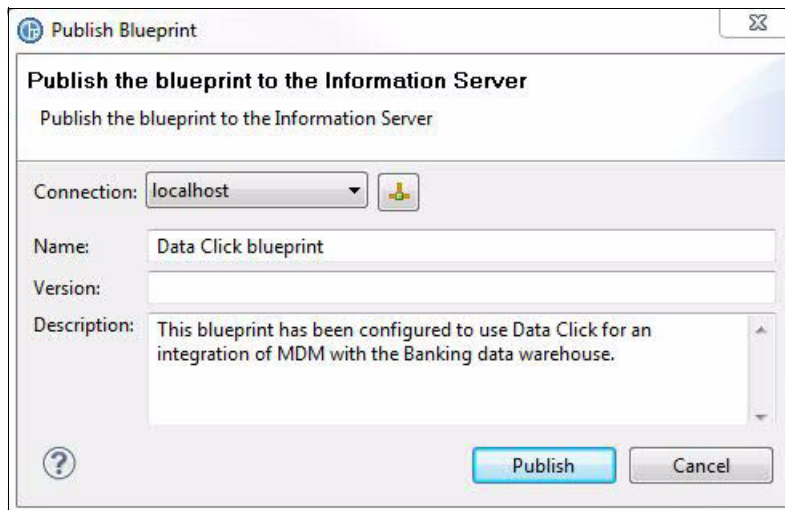 Publish Blueprint
Publish the blueprint to the Information Server
Publish the blueprint to the Information Server
Connection: localhost
Name: Data Click blueprint
Version:
Description: This blueprint has been configured to use Data Click for an
integration of MDM with the Banking data warehouse.
? Publish Cancel